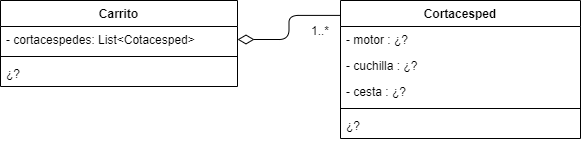 Carrito
- cortacespedes: List<Cotacesped>
¿?
1..*
Cortacesped
- motor : ¿?
- cuchilla : ¿?
- cesta : ¿?
¿?